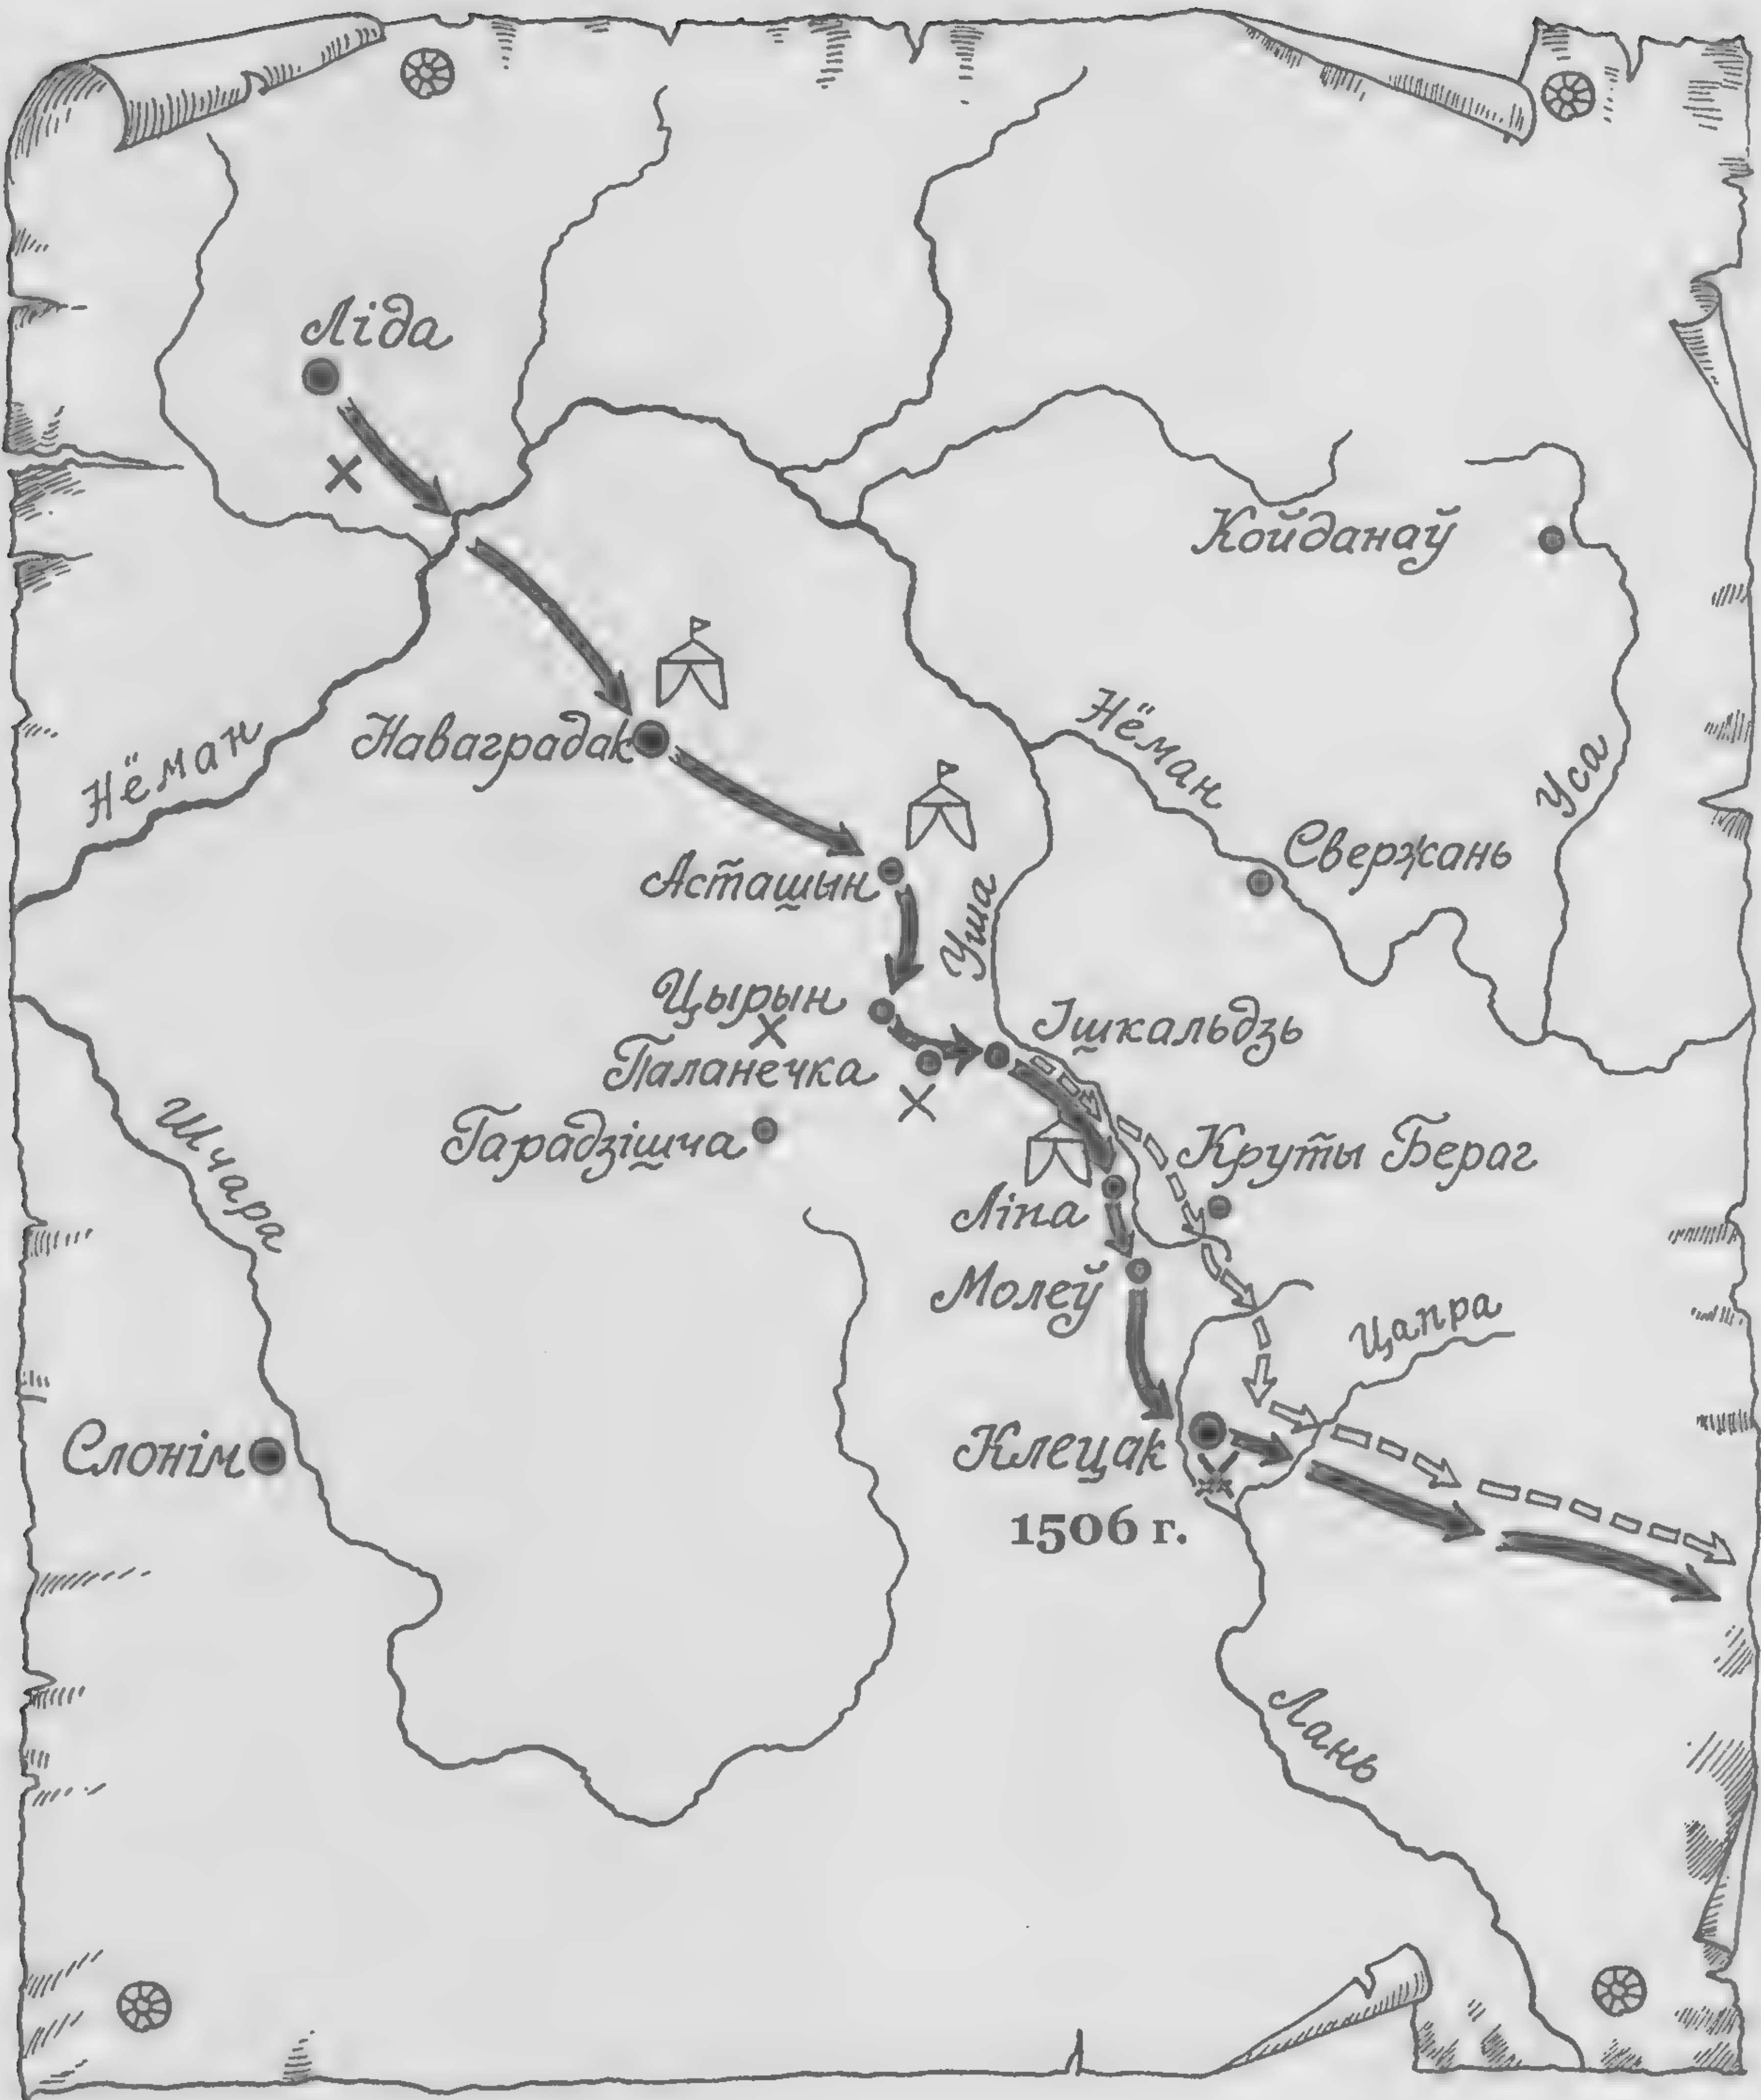 Ліда
Койданаў
Наваградак
Нёман
Нёман
Уса
Свержань
Асташын
Уша
Цырын
Ішкальдзь
Паланечка
Гарадзішча
Шчара
Круты Бераг
Ліпа
Молеў
Цапра
Слонім
Клецак
1506 г.
Лань